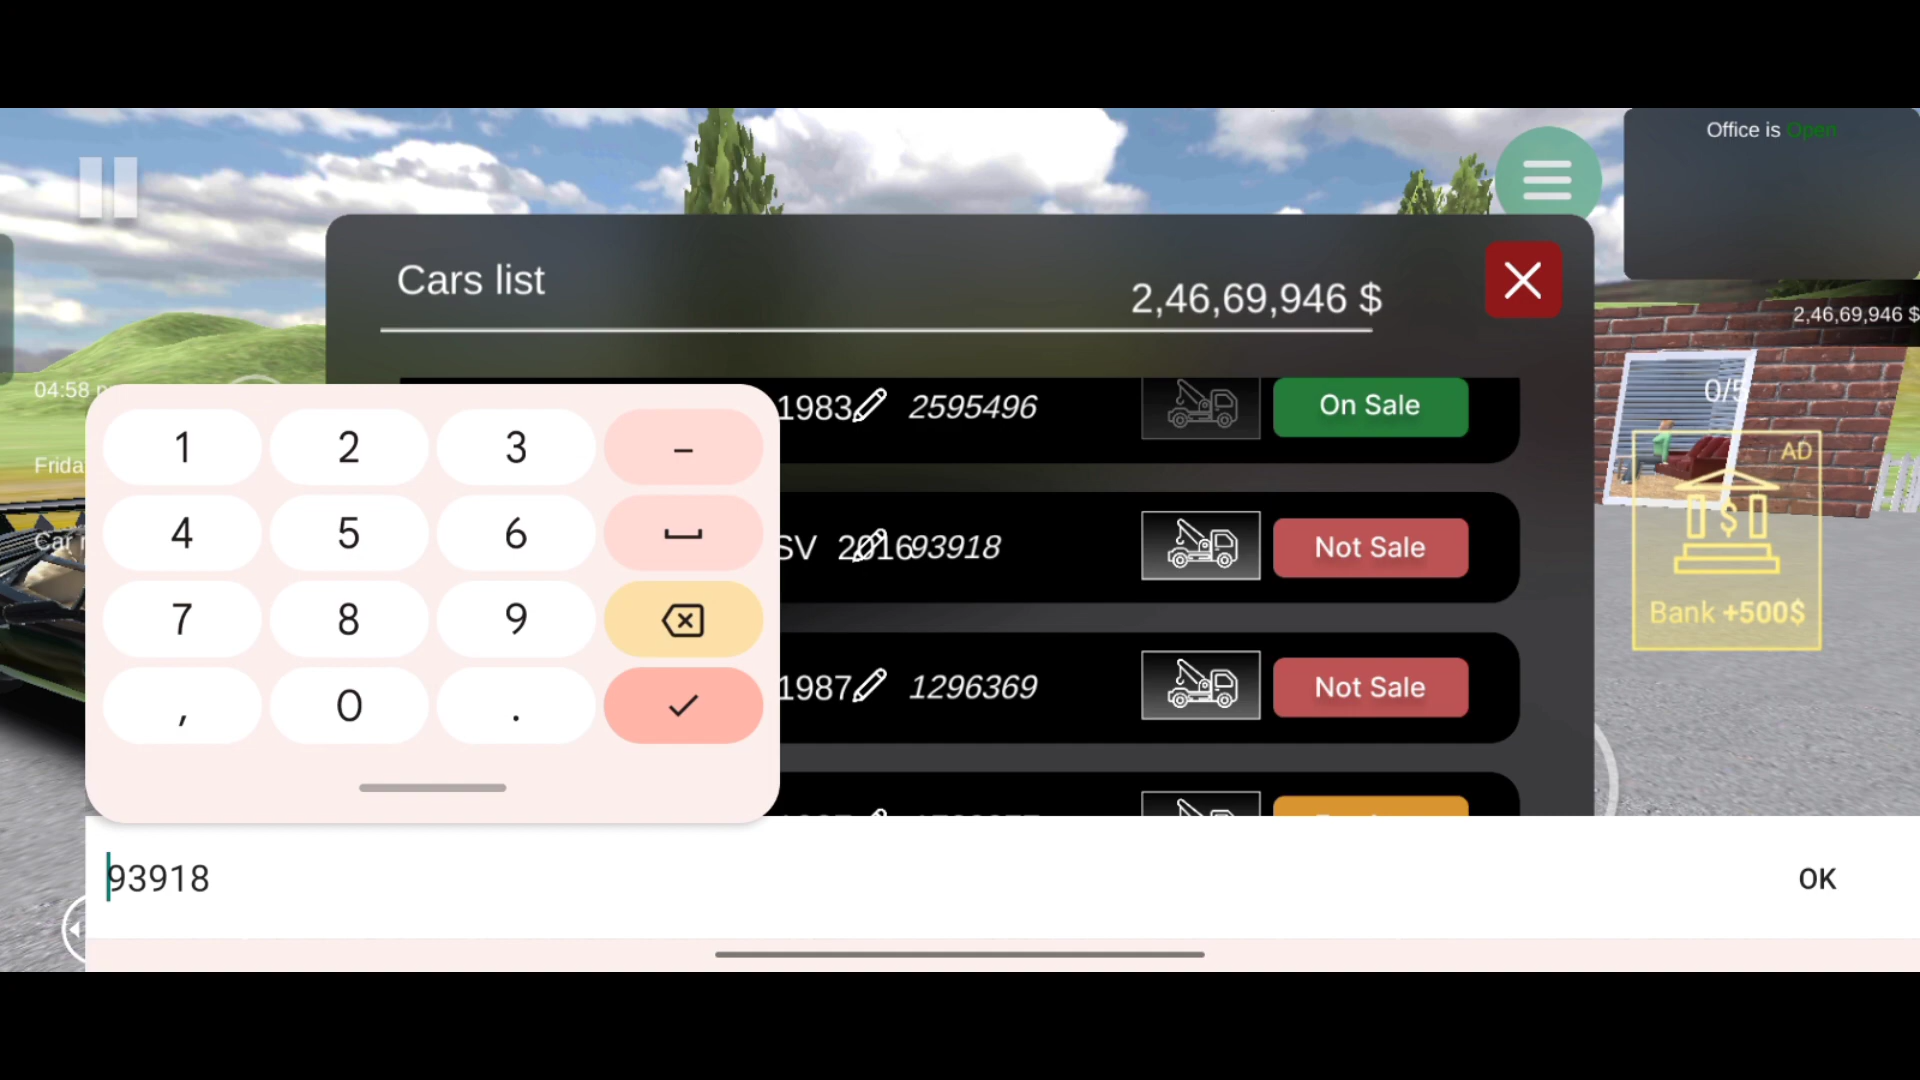 Office is Open
Cars list
2,46,69,946 $
2,46,69,946 $
04:58
1983 2595496 On Sale
0/5
AD
Frida
SV 2016 93918 Not Sale
Car
Bank +500$
1987 1296369 Not Sale
1 2 3 -
4 5 6
7 8 9
, 0 .
93918
OK